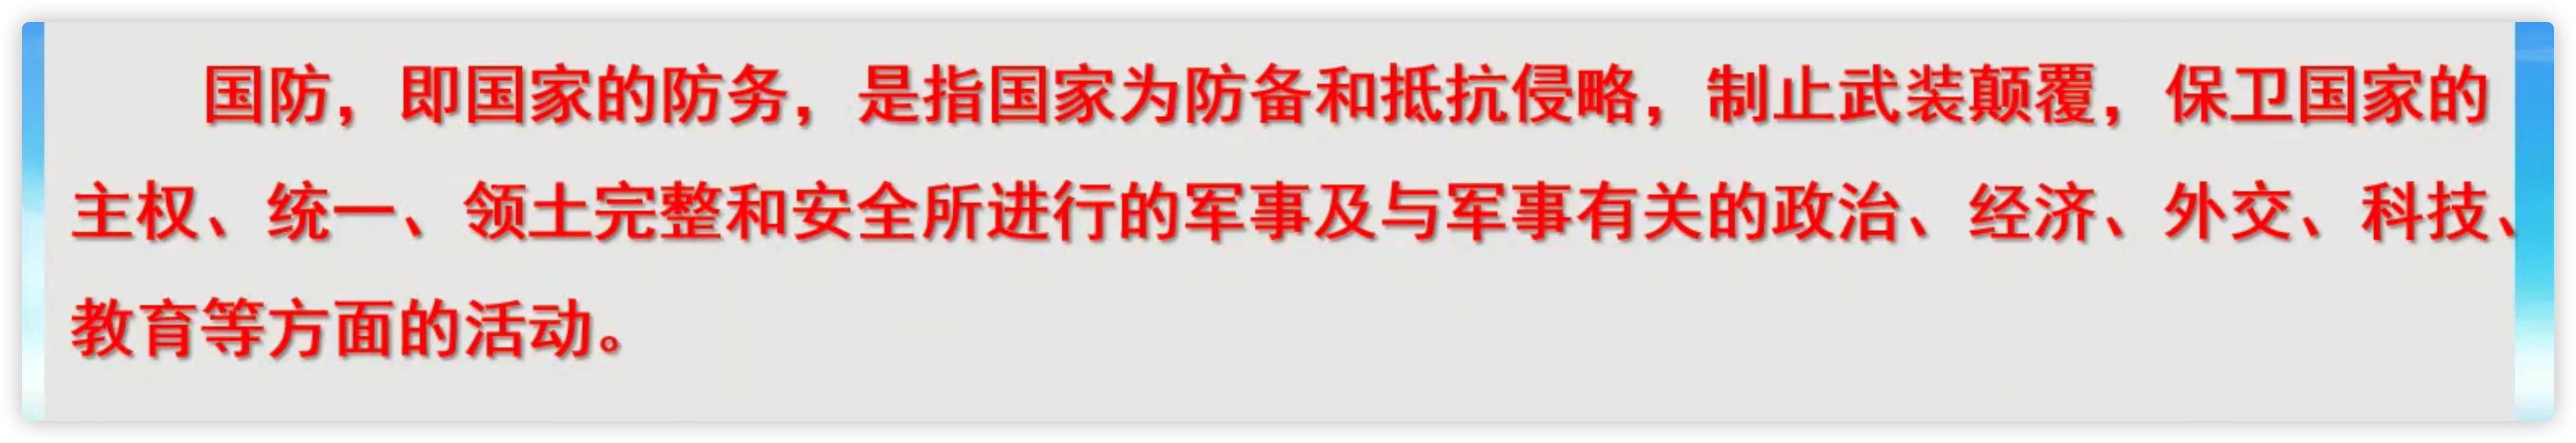 国防，即国家的防务，是指国家为防备和抵抗侵略，制止武装颠覆，保卫国家的
主权、统一、领土完整和安全所进行的军事及与军事有关的政治、经济、外交、科技、
教育等方面的活动。